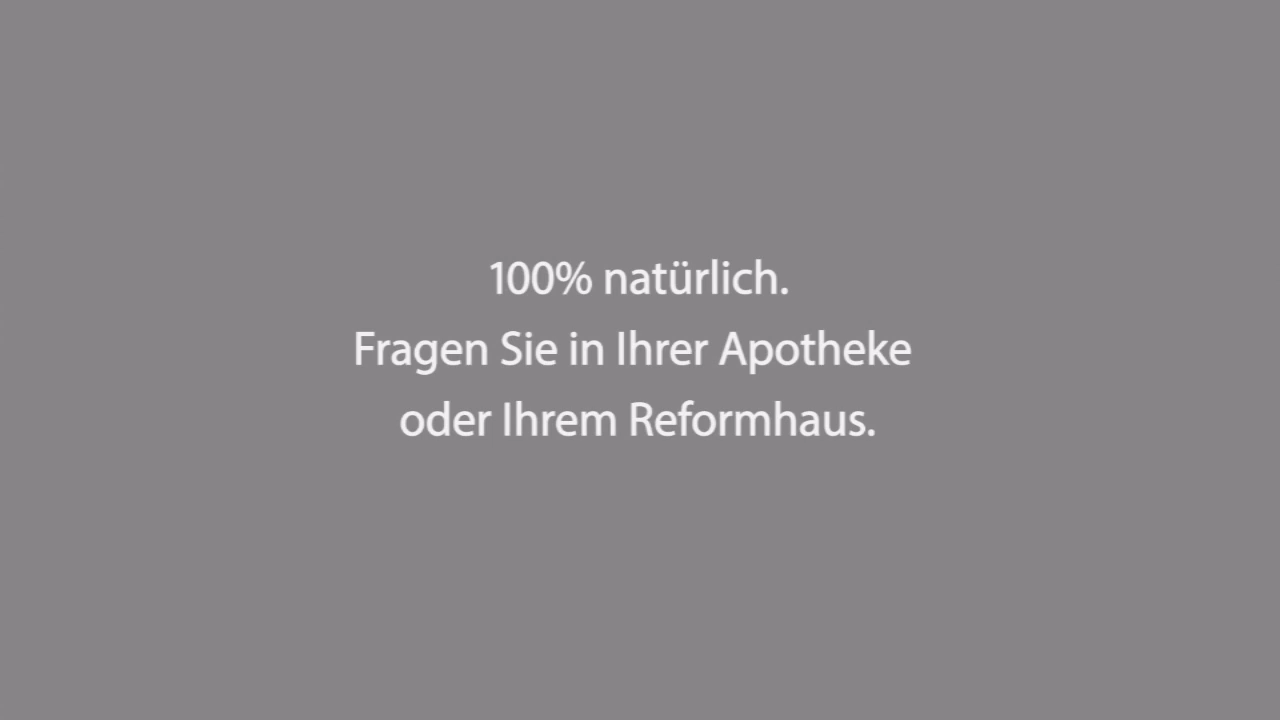 100% natürlich.
Fragen Sie in Ihrer Apotheke
oder Ihrem Reformhaus.